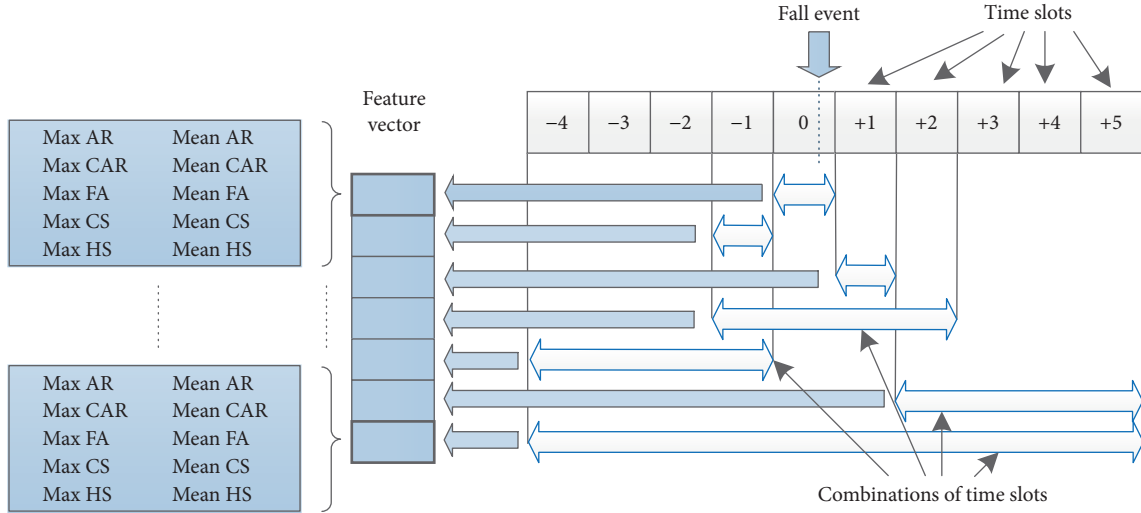 Fall event
Time slots
Feature
vector
−4 −3 −2 −1 0 +1 +2 +3 +4 +5
Max AR Mean AR
Max CAR Mean CAR
Max FA Mean FA
Max CS Mean CS
Max HS Mean HS
Max AR Mean AR
Max CAR Mean CAR
Max FA Mean FA
Max CS Mean CS
Max HS Mean HS
Combinations of time slots